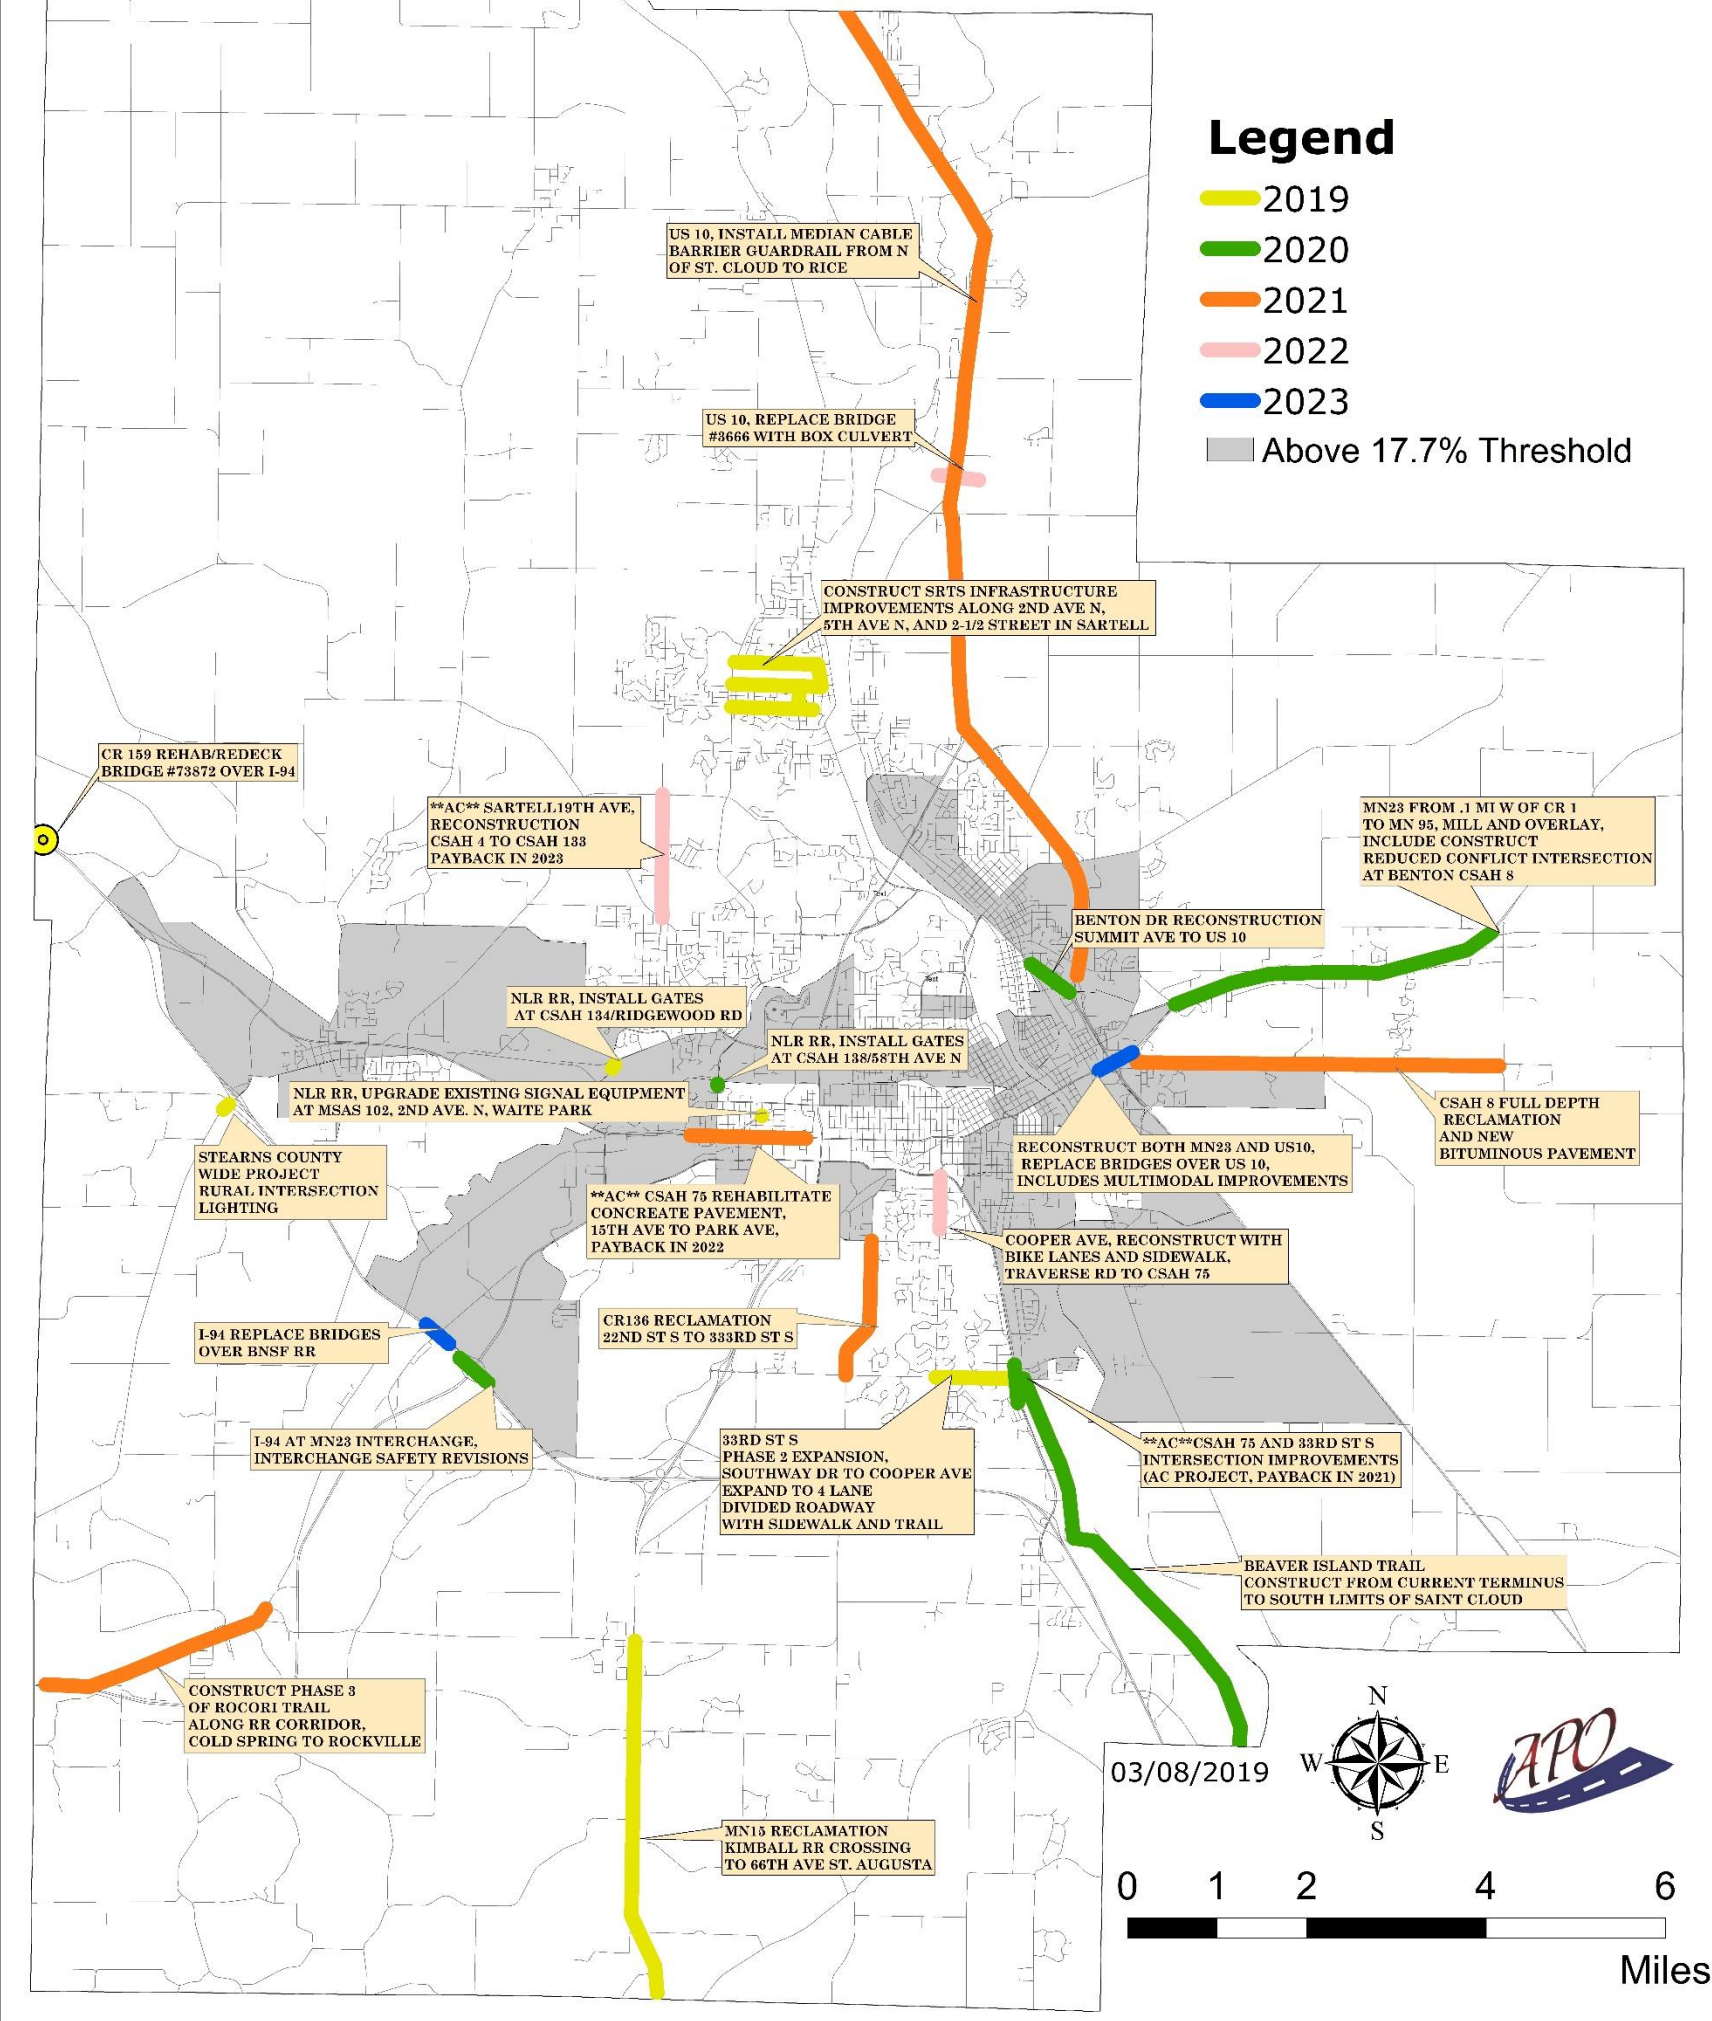 Legend
2019
2020
2021
2022
2023
Above 17.7% Threshold
US 10, INSTALL MEDIAN CABLE
BARRIER GUARDRAIL FROM N
OF ST. CLOUD TO RICE
US 10, REPLACE BRIDGE
#3666 WITH BOX CULVERT
CONSTRUCT SRTS INFRASTRUCTURE
IMPROVEMENTS ALONG 2ND AVE N,
5TH AVE N, AND 2-1/2 STREET IN SARTELL
CR 159 REHAB/REDECK
BRIDGE #73872 OVER I-94
**AC** SARTELL19TH AVE,
RECONSTRUCTION
CSAH 4 TO CSAH 133
PAYBACK IN 2023
MN23 FROM .1 MI W OF CR 1
TO MN 95, MILL AND OVERLAY,
INCLUDE CONSTRUCT
REDUCED CONFLICT INTERSECTION
AT BENTON CSAH 8
BENTON DR RECONSTRUCTION
SUMMIT AVE TO US 10
NLR RR, INSTALL GATES
AT CSAH 134/RIDGEWOOD RD
NLR RR, INSTALL GATES
AT CSAH 138/58TH AVE N
NLR RR, UPGRADE EXISTING SIGNAL EQUIPMENT
AT MSAS 102, 2ND AVE. N, WAITE PARK
CSAH 8 FULL DEPTH
RECLAMATION
AND NEW
BITUMINOUS PAVEMENT
STEARNS COUNTY
WIDE PROJECT
RURAL INTERSECTION
LIGHTING
RECONSTRUCT BOTH MN23 AND US10,
REPLACE BRIDGES OVER US 10,
INCLUDES MULTIMODAL IMPROVEMENTS
**AC** CSAH 75 REHABILITATE
CONCREATE PAVEMENT,
15TH AVE TO PARK AVE,
PAYBACK IN 2022
COOPER AVE, RECONSTRUCT WITH
BIKE LANES AND SIDEWALK,
TRAVERSE RD TO CSAH 75
CR136 RECLAMATION
22ND ST S TO 333RD ST S
I-94 REPLACE BRIDGES
OVER BNSF RR
I-94 AT MN23 INTERCHANGE,
INTERCHANGE SAFETY REVISIONS
33RD ST S
PHASE 2 EXPANSION,
SOUTHWAY DR TO COOPER AVE
EXPAND TO 4 LANE
DIVIDED ROADWAY
WITH SIDEWALK AND TRAIL
**AC**CSAH 75 AND 33RD ST S
INTERSECTION IMPROVEMENTS
(AC PROJECT, PAYBACK IN 2021)
BEAVER ISLAND TRAIL
CONSTRUCT FROM CURRENT TERMINUS
TO SOUTH LIMITS OF SAINT CLOUD
CONSTRUCT PHASE 3
OF ROCORI TRAIL
ALONG RR CORRIDOR,
COLD SPRING TO ROCKVILLE
MN15 RECLAMATION
KIMBALL RR CROSSING
TO 66TH AVE ST. AUGUSTA
03/08/2019
N
W E
S
APO
0 1 2 4 6
Miles